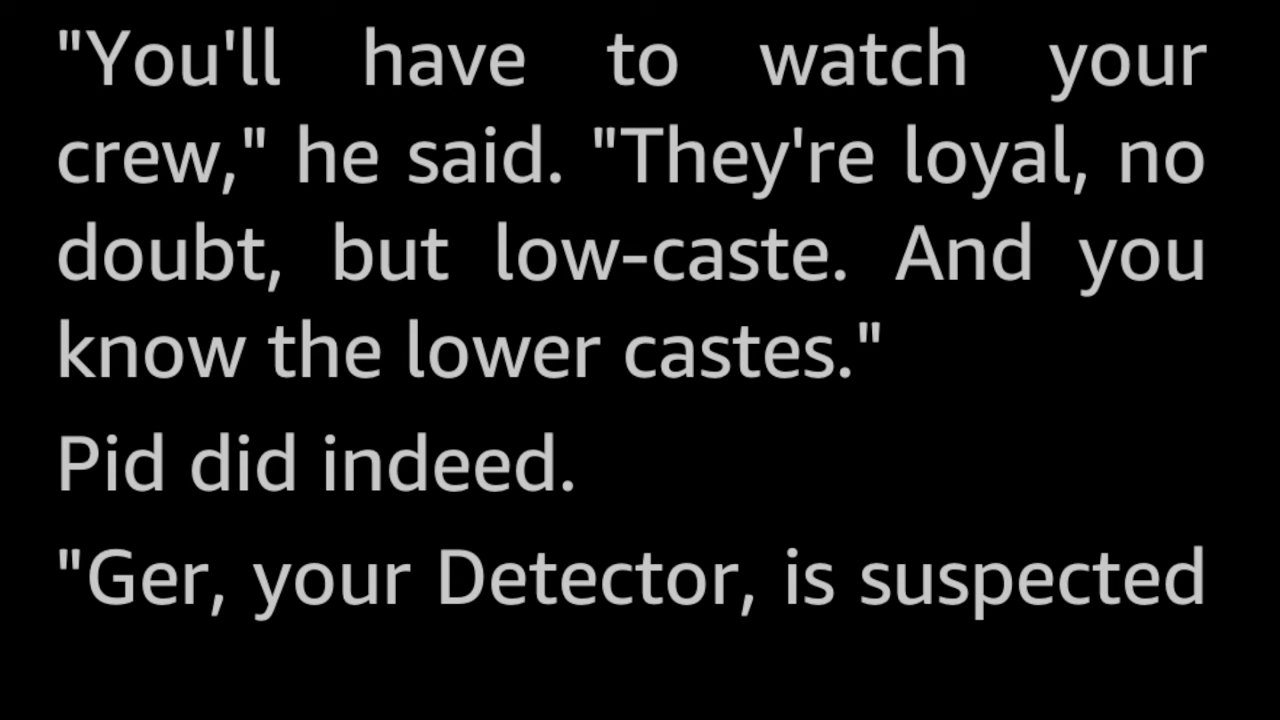 "You'll have to watch your
crew," he said. "They're loyal, no
doubt, but low-caste. And you
know the lower castes."
Pid did indeed.
"Ger, your Detector, is suspected